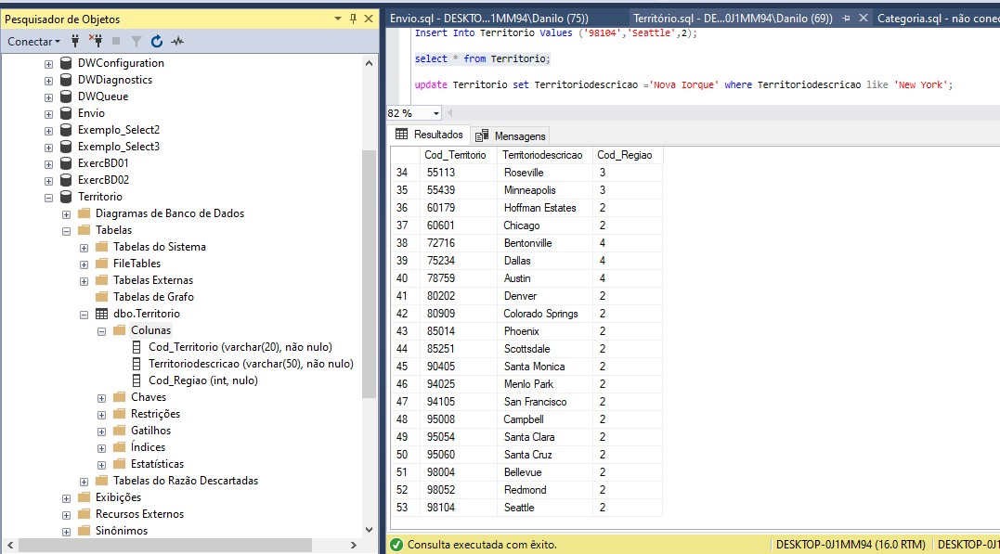 Pesquisador de Objetos
Conectar
DWConfiguration
DWDiagnostics
DWQueue
Envio
Exemplo_Select2
Exemplo_Select3
ExercBD01
ExercBD02
Territorio
Diagramas de Banco de Dados
Tabelas
Tabelas do Sistema
FileTables
Tabelas Externas
Tabelas de Grafo
dbo.Territorio
Colunas
Cod_Territorio (varchar(20), não nulo)
Territoriodescricao (varchar(50), não nulo)
Cod_Regiao (int, nulo)
Chaves
Restrições
Gatilhos
Índices
Estatísticas
Tabelas do Razão Descartadas
Exibições
Recursos Externos
Sinônimos
Envio.sql - DESKTO...1MM94\Danilo (75))
Território.sql - DE...0J1MM94\Danilo (69))
Categoria.sql - não conec
Insert Into Territorio Values ('98104','Seattle',2);
select * from Territorio;
update Territorio set Territoriodescricao ='Nova Iorque' where Territoriodescricao like 'New York';
82 %
Resultados Mensagens
Cod_Territorio Territoriodescricao Cod_Regiao
34 55113 Roseville 3
35 55439 Minneapolis 3
36 60179 Hoffman Estates 2
37 60601 Chicago 2
38 72716 Bentonville 4
39 75234 Dallas 4
40 78759 Austin 4
41 80202 Denver 2
42 80909 Colorado Springs 2
43 85014 Phoenix 2
44 85251 Scottsdale 2
45 90405 Santa Monica 2
46 94025 Menlo Park 2
47 94105 San Francisco 2
48 95008 Campbell 2
49 95054 Santa Clara 2
50 95060 Santa Cruz 2
51 98004 Bellevue 2
52 98052 Redmond 2
53 98104 Seattle 2
Consulta executada com êxito.
DESKTOP-0J1MM94 (16.0 RTM)
DESKTOP-0J1